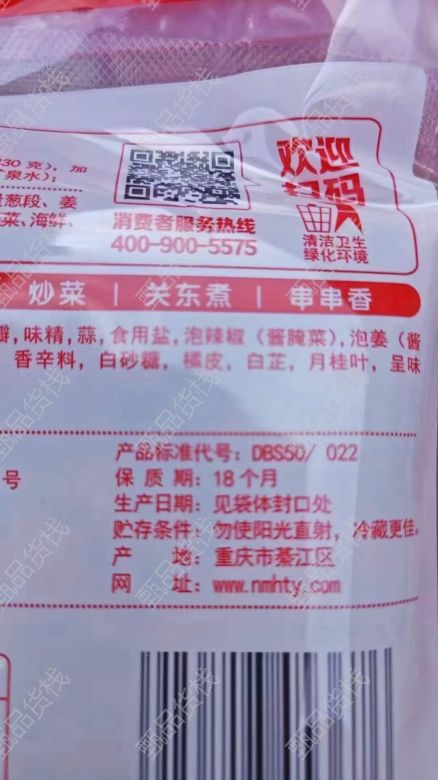 230 克），加
泉水）；
葱段、姜
菜、海鲜、
消费者服务热线
400-900-5575
欢迎
扫码
清洁卫生
绿化环境
炒菜 | 关东煮 | 串串香
瓣,味精,蒜,食用盐,泡辣椒（酱腌菜）,泡姜（酱
香辛料，白砂糖，橘皮，白芷，月桂叶，呈味
产品标准代号：DBS50/ 022
号
保质期：18个月
生产日期：见袋体封口处
贮存条件：勿使阳光直射，冷藏更佳。
产地：重庆市綦江区
网址：www.nmhty.com
甄品货栈